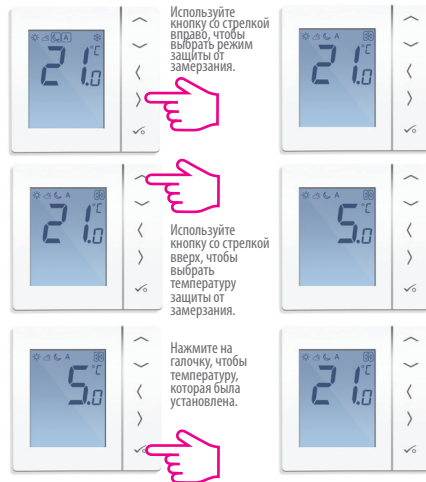 Используйте
кнопку со стрелкой
вправо, чтобы
выбрать режим
защиты от
замерзания.
A
21.0 °C
A
21.0 °C
A
21.0 °C
Используйте
кнопку со стрелкой
вверх, чтобы
выбрать
температуру
защиты от
замерзания.
A
5.0 °C
A
5.0 °C
Нажмите на
галочку, чтобы
температуру,
которая была
установлена.
A
21.0 °C